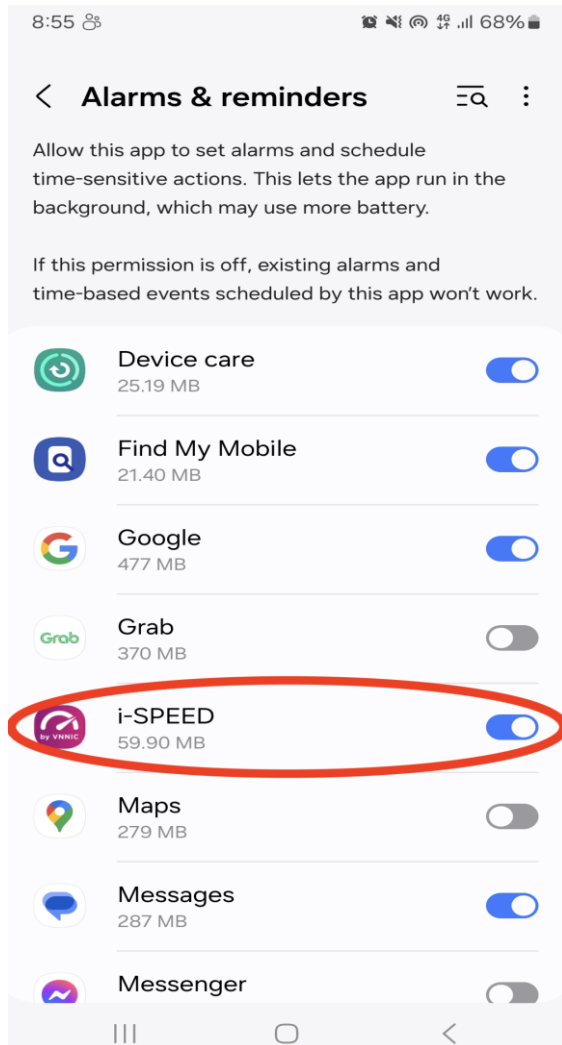 8:55 4G 68%
Alarms & reminders
Allow this app to set alarms and schedule
time-sensitive actions. This lets the app run in the
background, which may use more battery.
If this permission is off, existing alarms and
time-based events scheduled by this app won't work.
Device care
25.19 MB
Find My Mobile
21.40 MB
Google
477 MB
Grab
Grab
370 MB
i-SPEED
by VNNIC
59.90 MB
Maps
279 MB
Messages
287 MB
Messenger